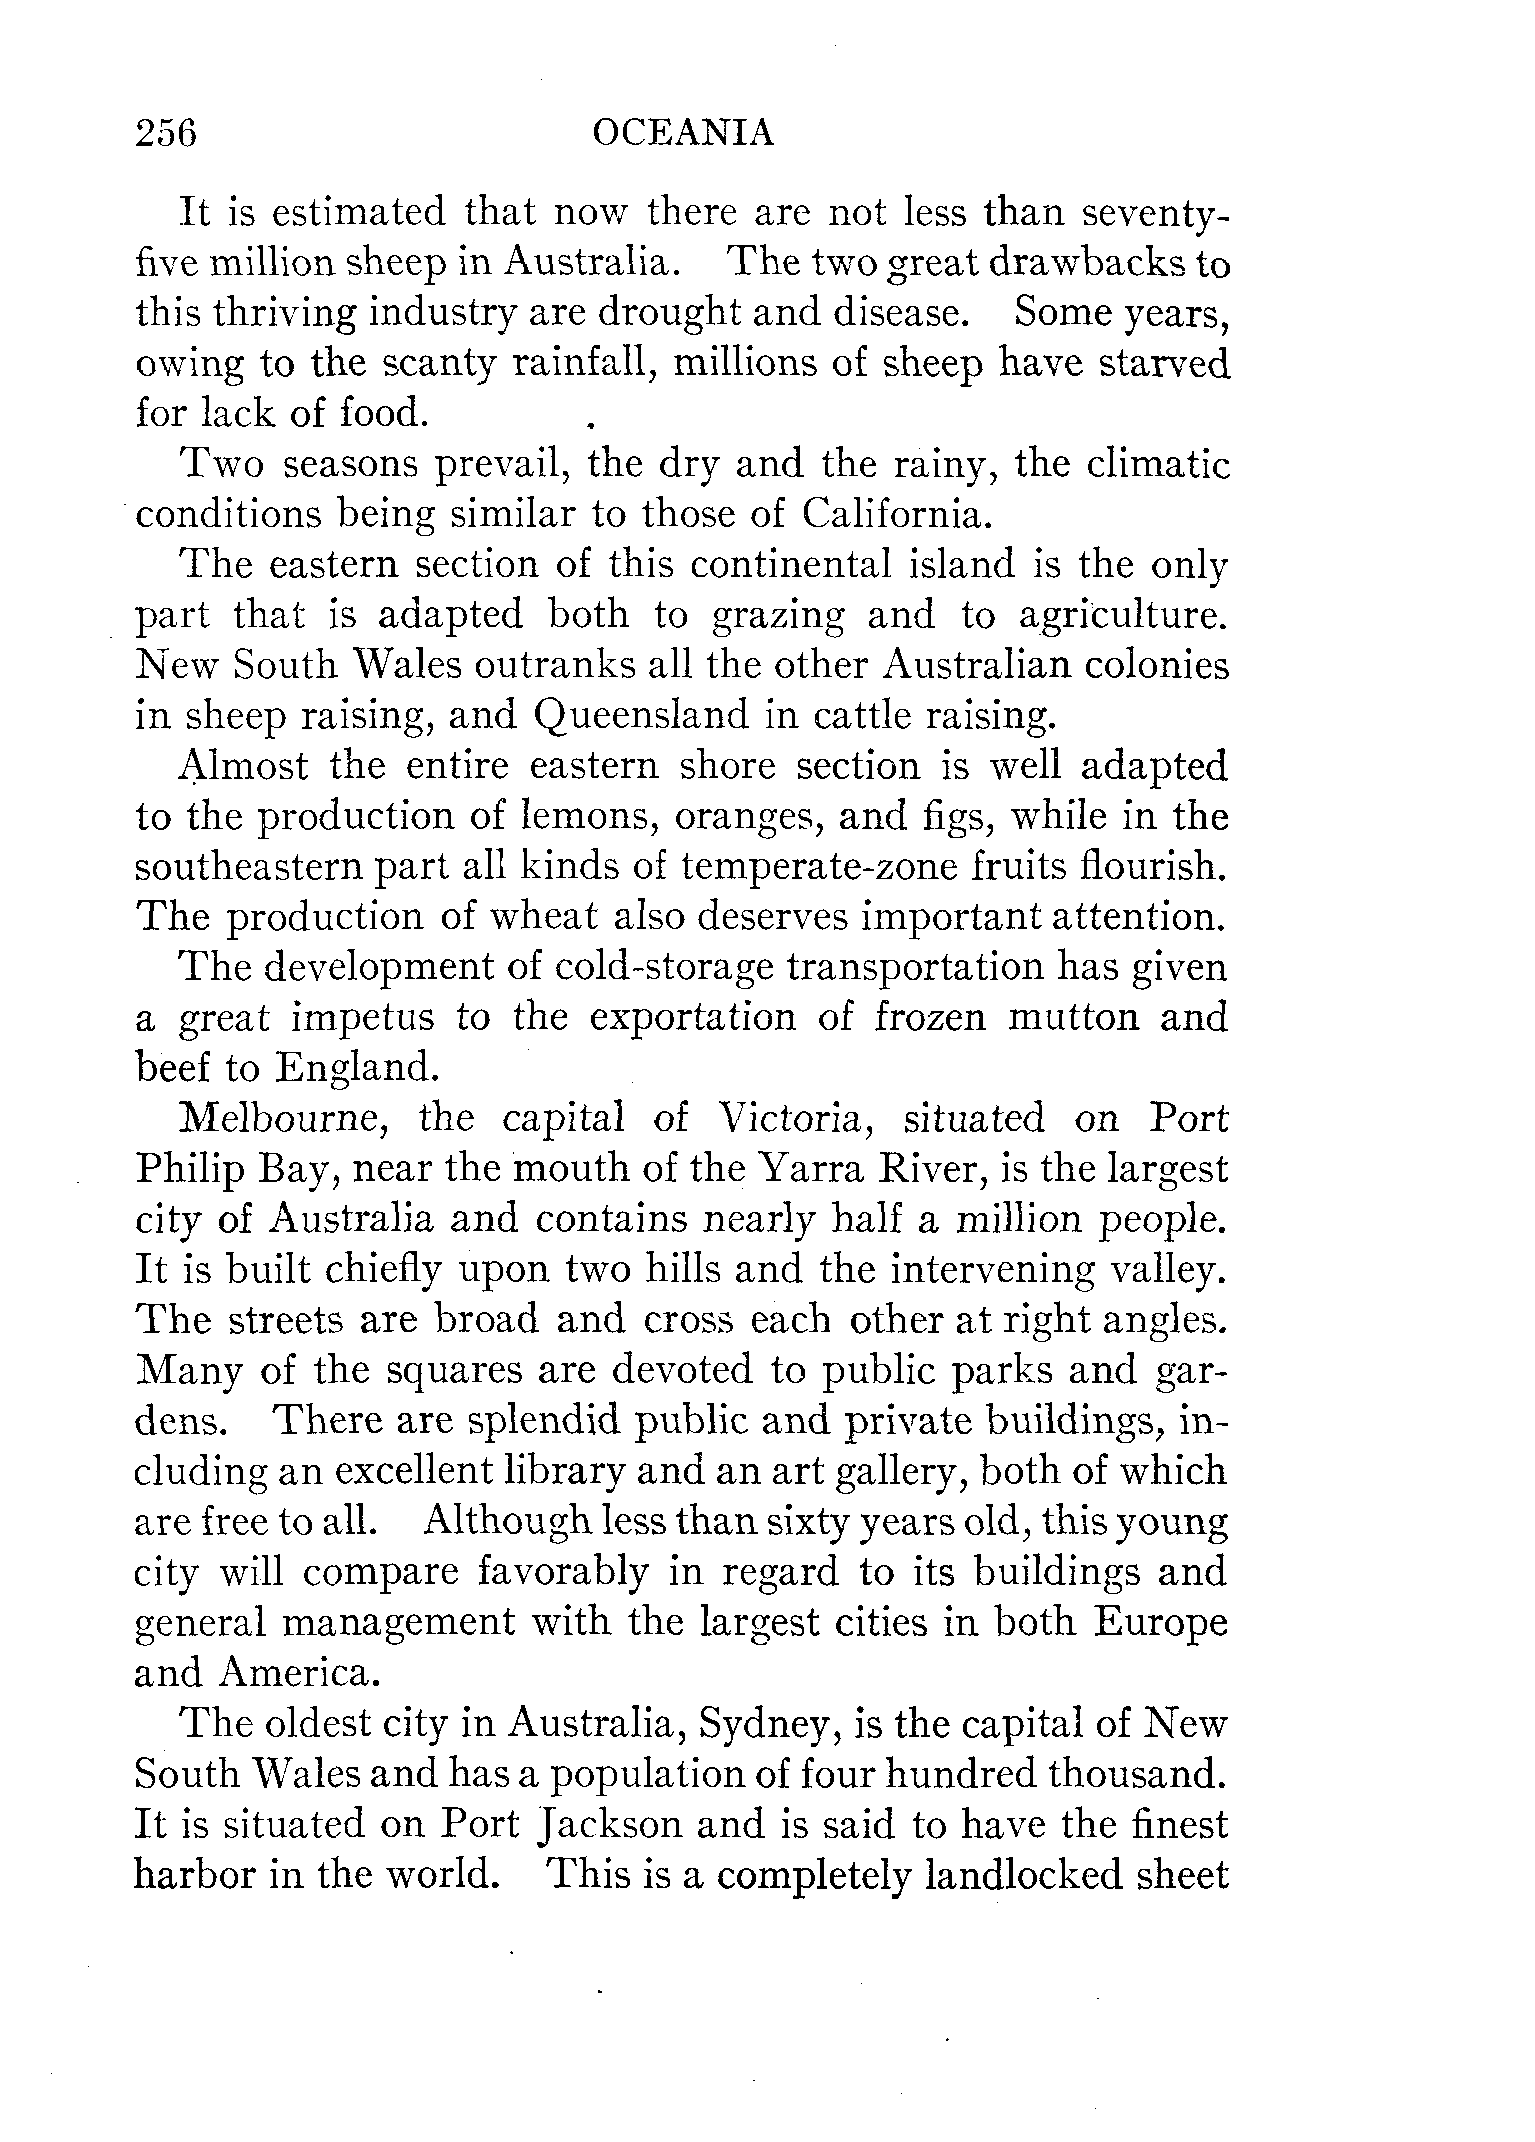 256 OCEANIA
It is estimated that now there are not less than seventy-
five million sheep in Australia. The two great drawbacks to
this thriving industry are drought and disease. Some years,
owing to the scanty rainfall, millions of sheep have starved
for lack of food.
Two seasons prevail, the dry and the rainy, the climatic
conditions being similar to those of California.
The eastern section of this continental island is the only
part that is adapted both to grazing and to agriculture.
New South Wales outranks all the other Australian colonies
in sheep raising, and Queensland in cattle raising.
Almost the entire eastern shore section is well adapted
to the production of lemons, oranges, and figs, while in the
southeastern part all kinds of temperate-zone fruits flourish.
The production of wheat also deserves important attention.
The development of cold-storage transportation has given
a great impetus to the exportation of frozen mutton and
beef to England.
Melbourne, the capital of Victoria, situated on Port
Philip Bay, near the mouth of the Yarra River, is the largest
city of Australia and contains nearly half a million people.
It is built chiefly upon two hills and the intervening valley.
The streets are broad and cross each other at right angles.
Many of the squares are devoted to public parks and gar-
dens. There are splendid public and private buildings, in-
cluding an excellent library and an art gallery, both of which
are free to all. Although less than sixty years old, this young
city will compare favorably in regard to its buildings and
general management with the largest cities in both Europe
and America.
The oldest city in Australia, Sydney, is the capital of New
South Wales and has a population of four hundred thousand.
It is situated on Port Jackson and is said to have the finest
harbor in the world. This is a completely landlocked sheet